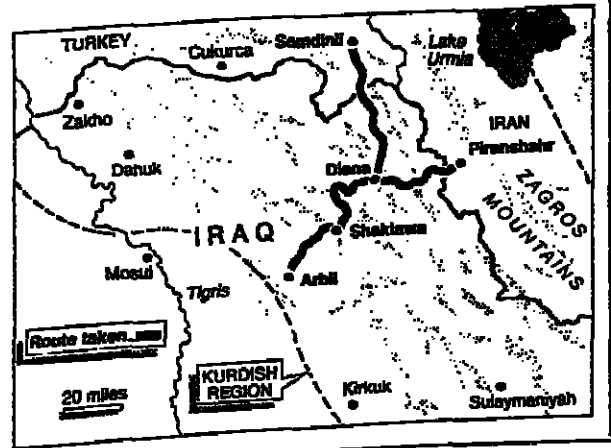 TURKEY
Cukurca
Semdinli
Lake
Urmia
Zakho
IRAN
Piranshahr
Dahuk
Diana
ZAGROS
MOUNTAINS
IRAQ
Shaklawa
Mosul
Tigris
Arbil
Route taken
KURDISH
REGION
20 miles
Kirkuk
Sulaymaniyah